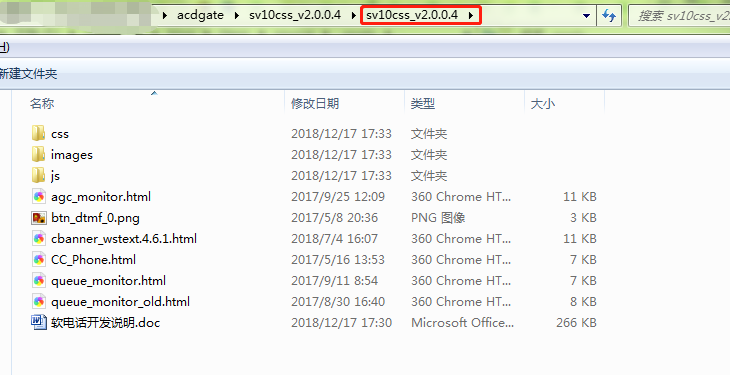 acdgate sv10css_v2.0.0.4 sv10css_v2.0.0.4 搜索 sv10css_v2
H)
新建文件夹
名称 修改日期 类型 大小
css 2018/12/17 17:33 文件夹
images 2018/12/17 17:33 文件夹
js 2018/12/17 17:33 文件夹
agc_monitor.html 2017/9/25 12:09 360 Chrome HT... 11 KB
btn_dtmf_0.png 2017/5/8 20:36 PNG 图像 3 KB
cbanner_wstext.4.6.1.html 2018/7/4 16:07 360 Chrome HT... 11 KB
CC_Phone.html 2017/5/16 13:53 360 Chrome HT... 7 KB
queue_monitor.html 2017/9/11 8:54 360 Chrome HT... 7 KB
queue_monitor_old.html 2017/8/30 16:40 360 Chrome HT... 8 KB
软电话开发说明.doc 2018/12/17 17:30 Microsoft Office... 266 KB